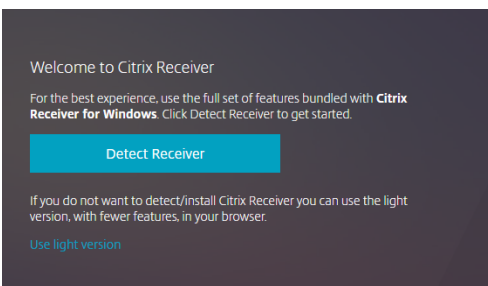 Welcome to Citrix Receiver
For the best experience, use the full set of features bundled with Citrix
Receiver for Windows. Click Detect Receiver to get started.
Detect Receiver
If you do not want to detect/install Citrix Receiver you can use the light
version, with fewer features, in your browser.
Use light version